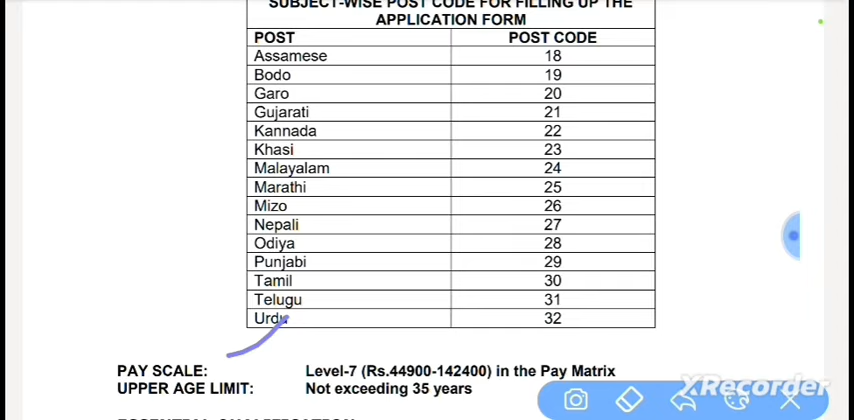 SUBJECT-WISE POST CODE FOR FILLING UP THE
APPLICATION FORM
POST POST CODE
Assamese 18
Bodo 19
Garo 20
Gujarati 21
Kannada 22
Khasi 23
Malayalam 24
Marathi 25
Mizo 26
Nepali 27
Odiya 28
Punjabi 29
Tamil 30
Telugu 31
Urdu 32
PAY SCALE: Level-7 (Rs.44900-142400) in the Pay Matrix
UPPER AGE LIMIT: Not exceeding 35 years
XRecorder